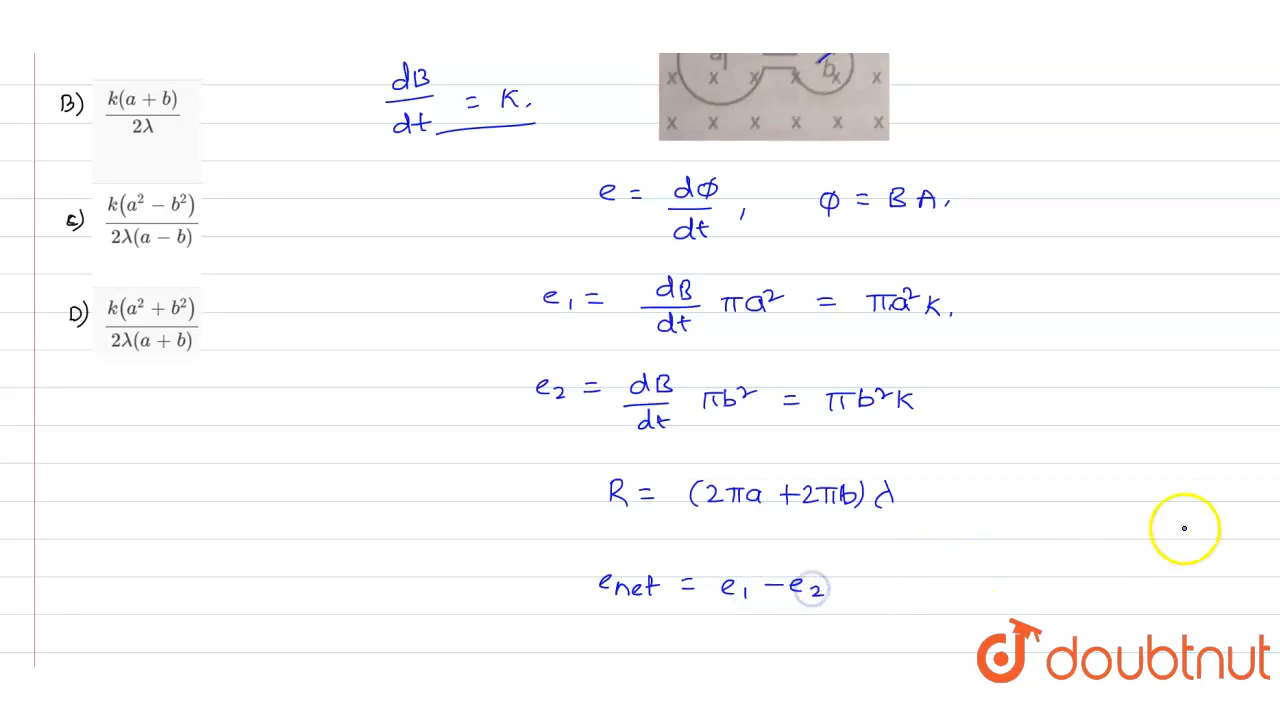 B) k(a + b) / 2λ
dB/dt = K.
a
b
x x x x x x
x x x x x x
e = dΦ/dt, Φ = BA.
c) k(a² − b²) / 2λ(a − b)
e₁ = dB/dt πa² = πa²K.
D) k(a² + b²) / 2λ(a + b)
e₂ = dB/dt πb² = πb²K
R = (2πa + 2πb) λ
enet = e₁ − e₂
doubtnut